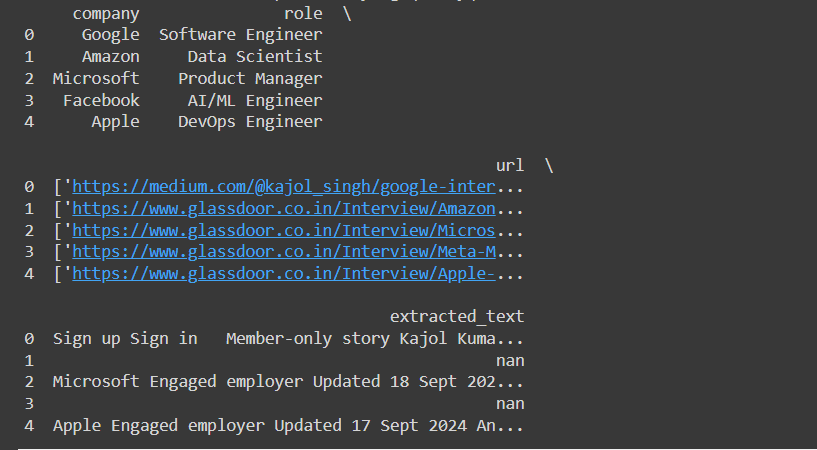 company role \
0 Google Software Engineer
1 Amazon Data Scientist
2 Microsoft Product Manager
3 Facebook AI/ML Engineer
4 Apple DevOps Engineer
url \
0 ['https://medium.com/@kajol_singh/google-inter...
1 ['https://www.glassdoor.co.in/Interview/Amazon...
2 ['https://www.glassdoor.co.in/Interview/Micros...
3 ['https://www.glassdoor.co.in/Interview/Meta-M...
4 ['https://www.glassdoor.co.in/Interview/Apple-...
extracted_text
0 Sign up Sign in Member-only story Kajol Kuma...
1 nan
2 Microsoft Engaged employer Updated 18 Sept 202...
3 nan
4 Apple Engaged employer Updated 17 Sept 2024 An...